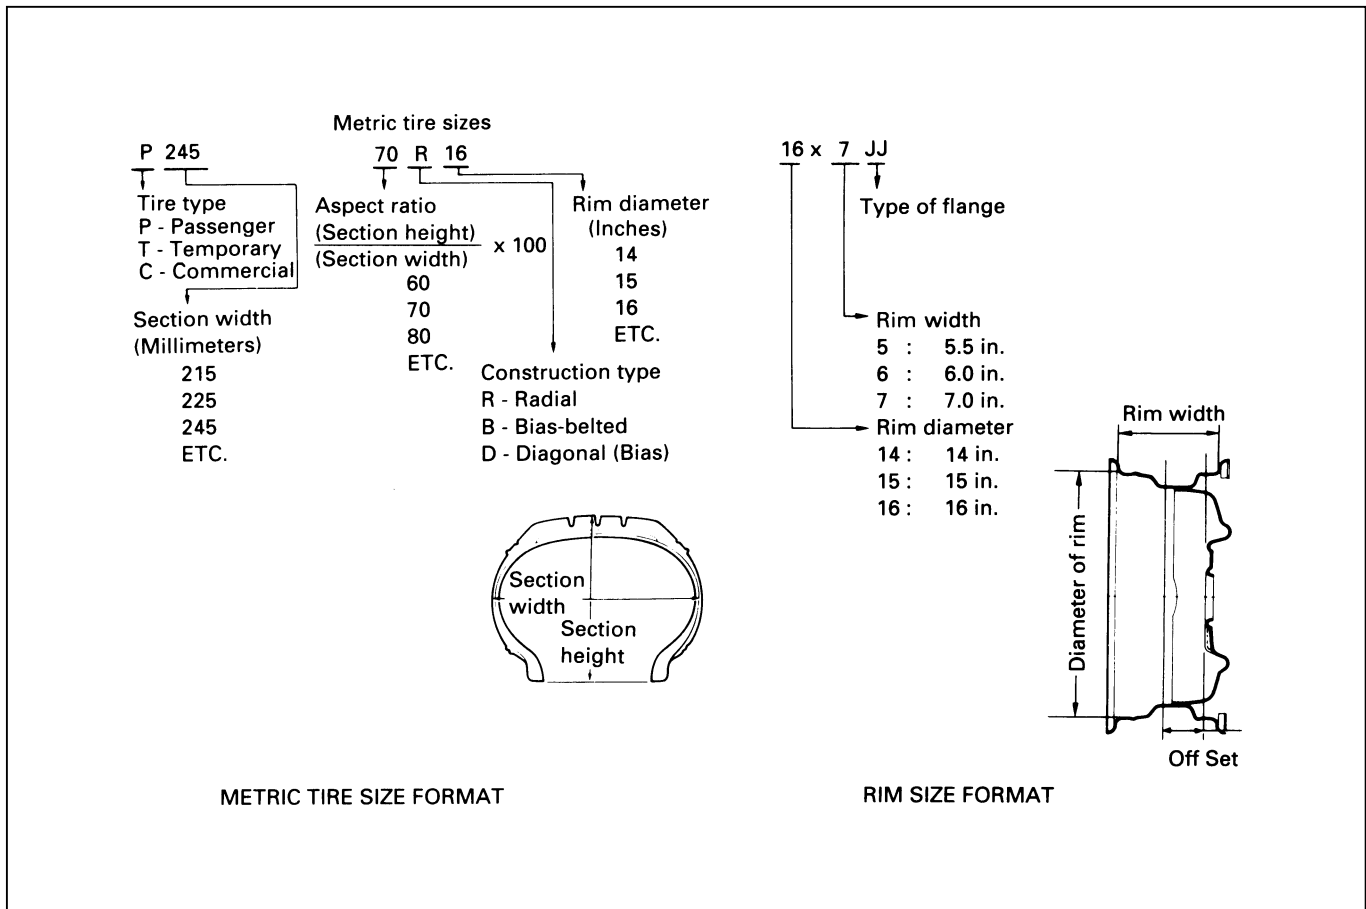 Metric tire sizes
P 245 70 R 16
Tire type
P - Passenger
T - Temporary
C - Commercial
Section width
(Millimeters)
215
225
245
ETC.
Aspect ratio
(Section height)
(Section width)
x 100
60
70
80
ETC.
Construction type
R - Radial
B - Bias-belted
D - Diagonal (Bias)
Rim diameter
(Inches)
14
15
16
ETC.
Section
width
Section
height
METRIC TIRE SIZE FORMAT
16 x 7 JJ
Type of flange
Rim width
5 : 5.5 in.
6 : 6.0 in.
7 : 7.0 in.
Rim diameter
14 : 14 in.
15 : 15 in.
16 : 16 in.
Rim width
Diameter of rim
Off Set
RIM SIZE FORMAT